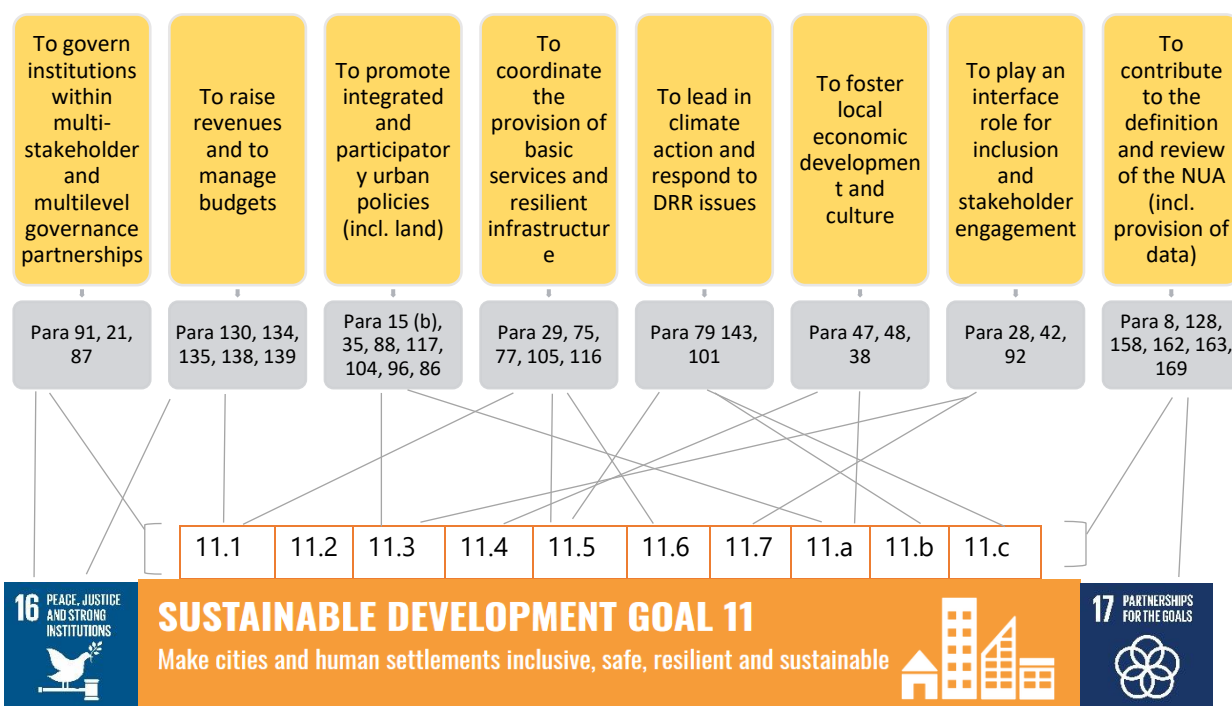 To govern
institutions
within
multi-
stakeholder
and
multilevel
governance
partnerships
To raise
revenues
and to
manage
budgets
To promote
integrated
and
participator
y urban
policies
(incl. land)
To
coordinate
the
provision of
basic
services and
resilient
infrastructur
e
To lead in
climate
action and
respond to
DRR issues
To foster
local
economic
developmen
t and
culture
To play an
interface
role for
inclusion
and
stakeholder
engagement
To
contribute
to the
definition
and review
of the NUA
(incl.
provision of
data)
Para 91, 21,
87
Para 130, 134,
135, 138, 139
Para 15 (b),
35, 88, 117,
104, 96, 86
Para 29, 75,
77, 105, 116
Para 79 143,
101
Para 47, 48,
38
Para 28, 42,
92
Para 8, 128,
158, 162, 163,
169
11.1 11.2 11.3 11.4 11.5 11.6 11.7 11.a 11.b 11.c
16 PEACE, JUSTICE
AND STRONG
INSTITUTIONS
SUSTAINABLE DEVELOPMENT GOAL 11
Make cities and human settlements inclusive, safe, resilient and sustainable
17 PARTNERSHIPS
FOR THE GOALS